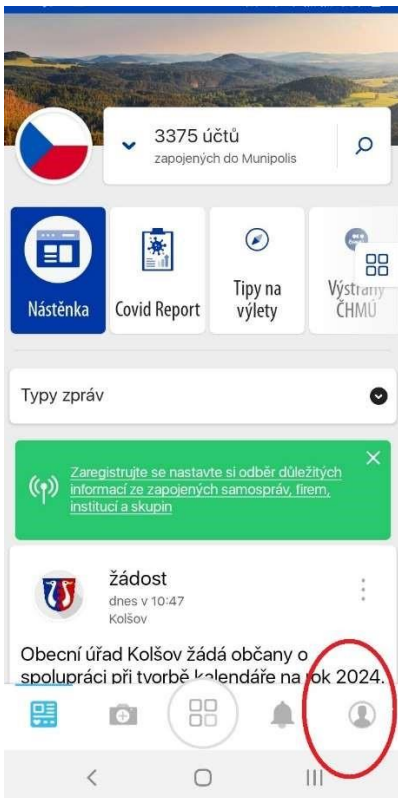 3375 účtů
zapojených do Munipolis
Nástěnka
Covid Report
Tipy na
výlety
Výstrahy
ČHMÚ
Typy zpráv
Zaregistrujte se nastavte si odběr důležitých
informací ze zapojených samospráv, firem,
institucí a skupin
žádost
dnes v 10:47
Kolšov
Obecní úřad Kolšov žádá občany o
spolupráci při tvorbě kalendáře na rok 2024.